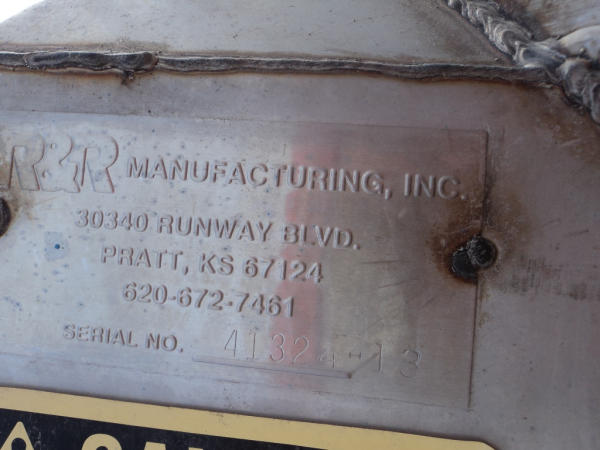 R&R MANUFACTURING, INC.
30340 RUNWAY BLVD.
PRATT, KS 67124
620-672-7461
SERIAL NO. 41324-13